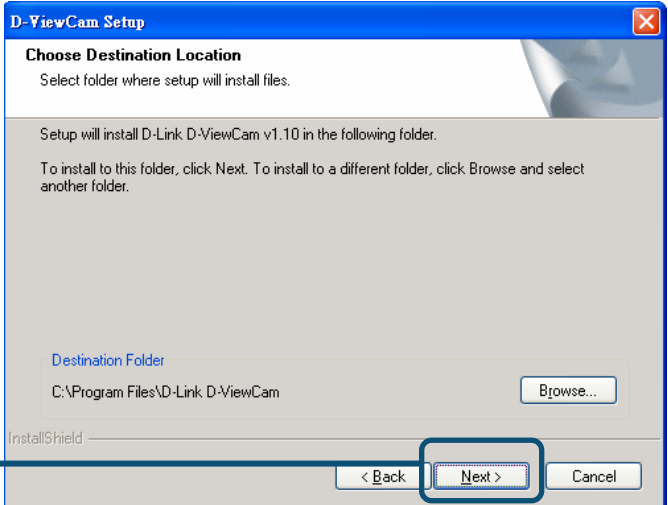 D-ViewCam Setup
Choose Destination Location
Select folder where setup will install files.
Setup will install D-Link D-ViewCam v1.10 in the following folder.
To install to this folder, click Next. To install to a different folder, click Browse and select
another folder.
Destination Folder
C:\Program Files\D-Link D-ViewCam
Browse...
InstallShield
< Back
Next >
Cancel